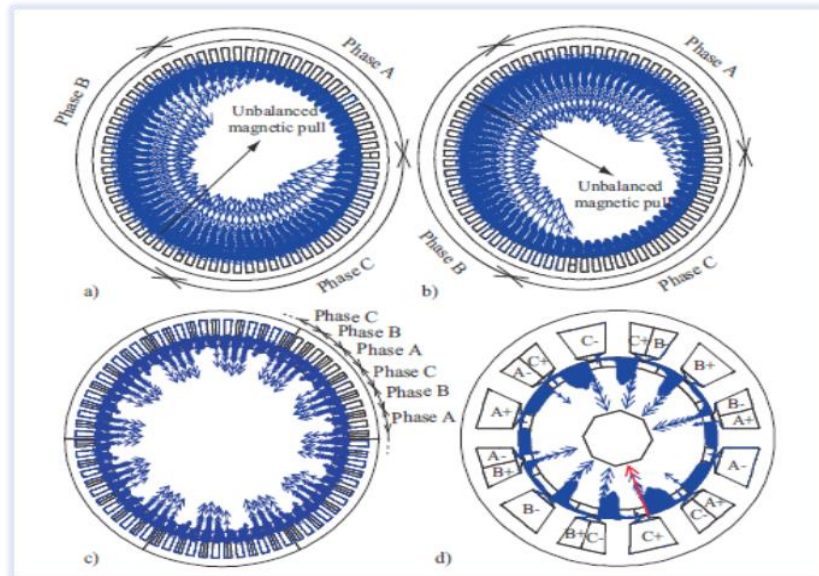 Phase A
Phase B
Unbalanced
magnetic pull
Phase C
a)
Phase A
Unbalanced
magnetic pull
Phase B
Phase C
b)
Phase C
Phase B
Phase A
Phase C
Phase B
Phase A
c)
C- C+ B-
A- C+ B+
A+ B- A+
A- B+ A-
B- C- A+
B+ C- C+
d)